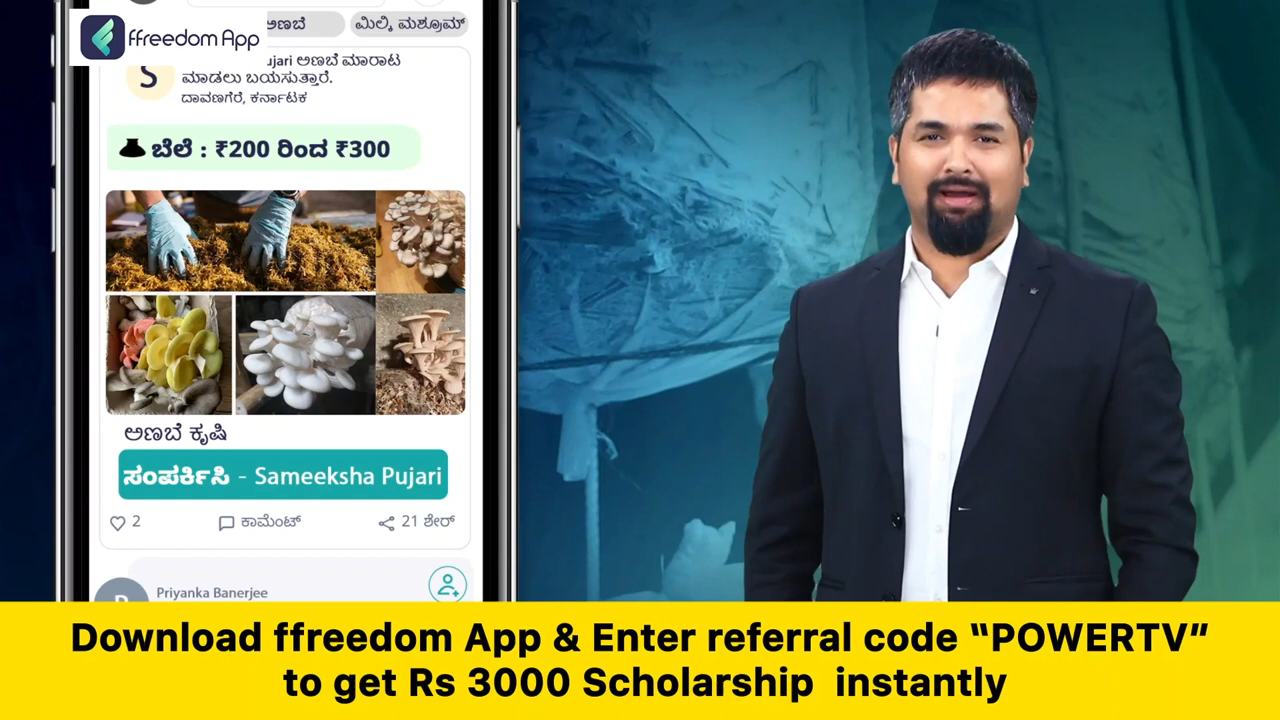 ffreedom App
ಅಣಬೆ
ಮಿಲ್ಕಿ ಮಶ್ರೂಮ್
S
ujari ಅಣಬೆ ಮಾರಾಟ
ಮಾಡಲು ಬಯಸುತ್ತಾರೆ.
ದಾವಣಗೆರೆ, ಕರ್ನಾಟಕ
ಬೆಲೆ : ₹200 ರಿಂದ ₹300
ಅಣಬೆ ಕೃಷಿ
ಸಂಪರ್ಕಿಸಿ - Sameeksha Pujari
2
ಕಾಮೆಂಟ್
21 ಶೇರ್
Priyanka Banerjee
Download ffreedom App & Enter referral code “POWERTV”
to get Rs 3000 Scholarship instantly